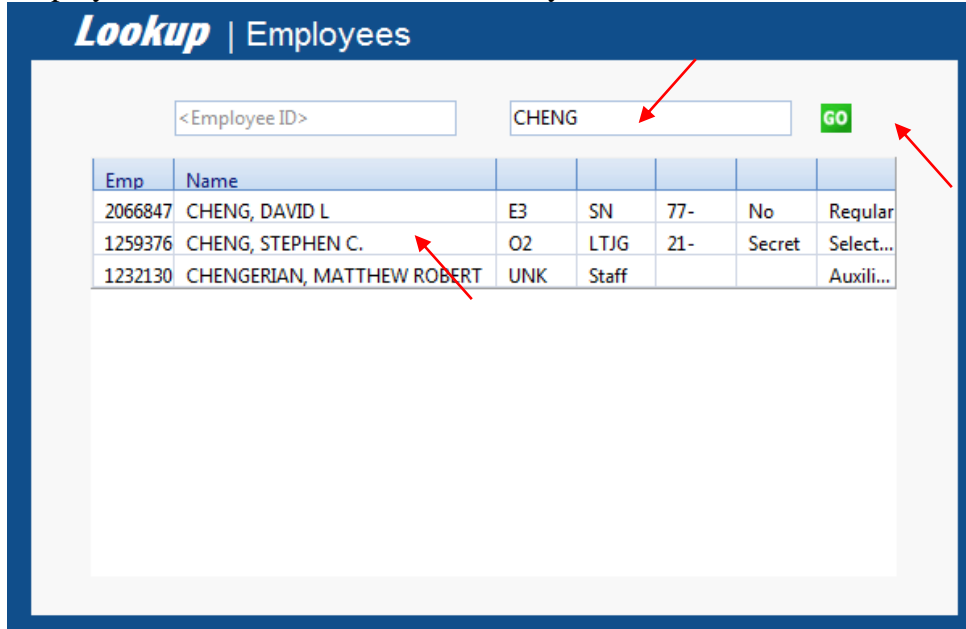 Lookup | Employees
<Employee ID> CHENG GO
Emp Name
2066847 CHENG, DAVID L E3 SN 77- No Regular
1259376 CHENG, STEPHEN C. O2 LTJG 21- Secret Select...
1232130 CHENGERIAN, MATTHEW ROBERT UNK Staff Auxili...